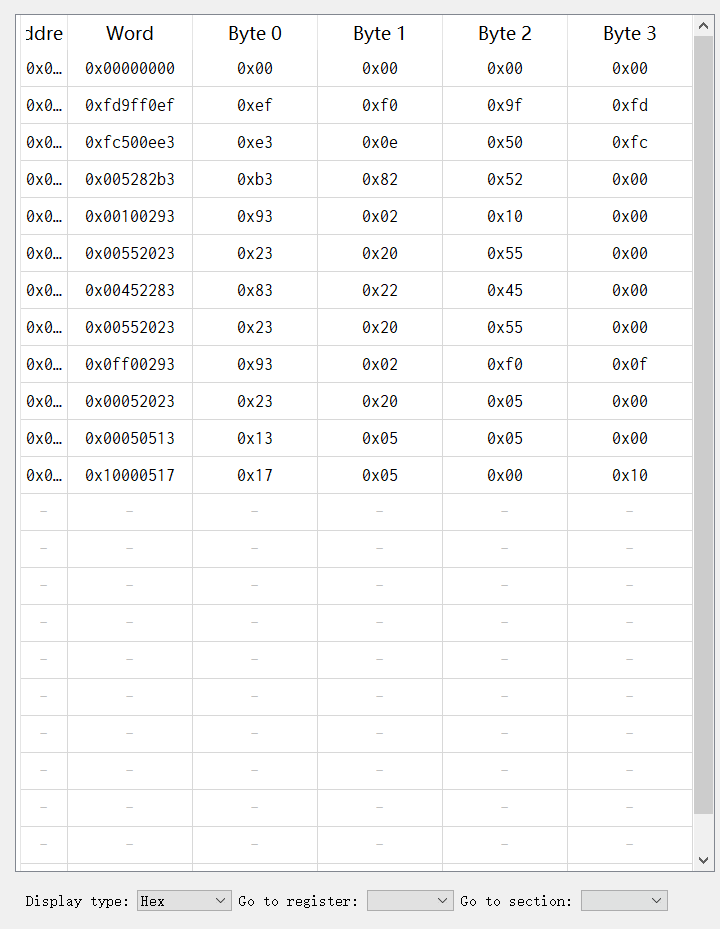 ddre Word Byte 0 Byte 1 Byte 2 Byte 3
0x0… 0x00000000 0x00 0x00 0x00 0x00
0x0… 0xfd9ff0ef 0xef 0xf0 0x9f 0xfd
0x0… 0xfc500ee3 0xe3 0x0e 0x50 0xfc
0x0… 0x005282b3 0xb3 0x82 0x52 0x00
0x0… 0x00100293 0x93 0x02 0x10 0x00
0x0… 0x00552023 0x23 0x20 0x55 0x00
0x0… 0x00452283 0x83 0x22 0x45 0x00
0x0… 0x00552023 0x23 0x20 0x55 0x00
0x0… 0x0ff00293 0x93 0x02 0xf0 0x0f
0x0… 0x00052023 0x23 0x20 0x05 0x00
0x0… 0x00050513 0x13 0x05 0x05 0x00
0x0… 0x10000517 0x17 0x05 0x00 0x10
- - - - - -
- - - - - -
- - - - - -
- - - - - -
- - - - - -
- - - - - -
- - - - - -
- - - - - -
- - - - - -
- - - - - -
Display type: Hex Go to register: Go to section: